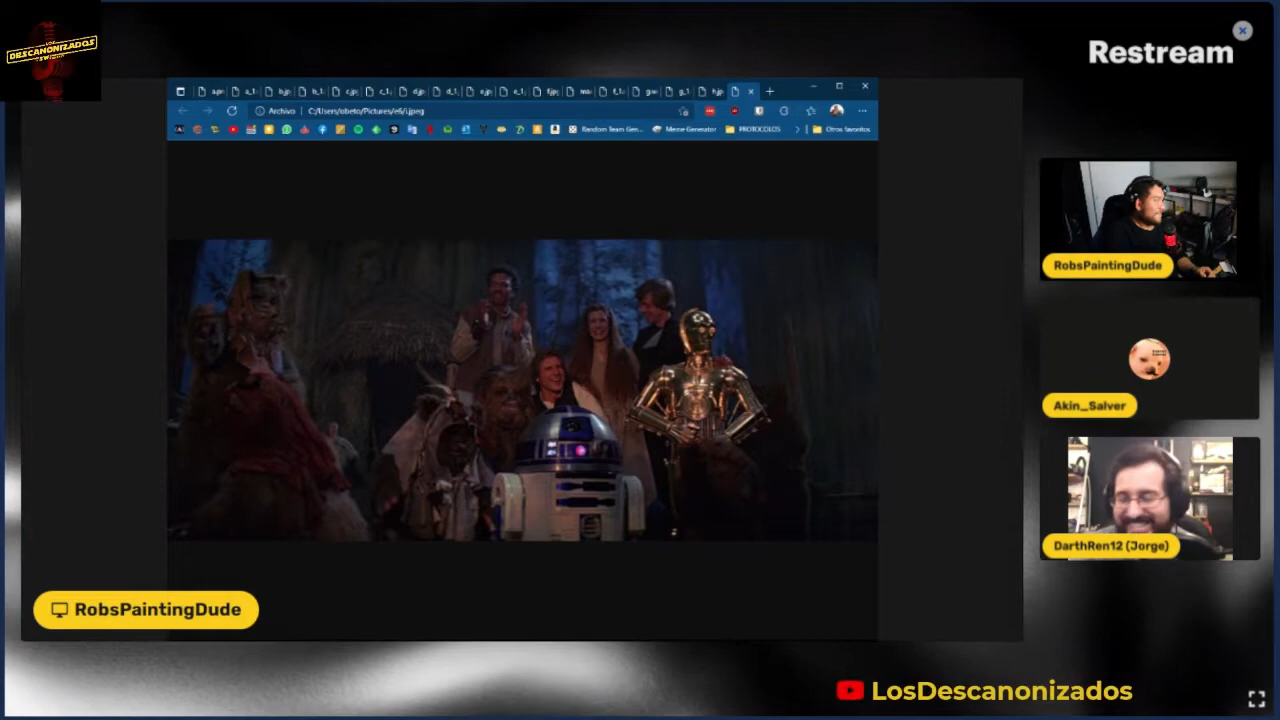 DESCANONIZADOS
Restream
Archivo
C:/Users/obeto/Pictures/e6/i.jpeg
Random Team Gen...
Meme Generator
PROTOCOLOS
Otros favoritos
RobsPaintingDude
Akin_Salver
DarthRen12 (Jorge)
RobsPaintingDude
LosDescanonizados